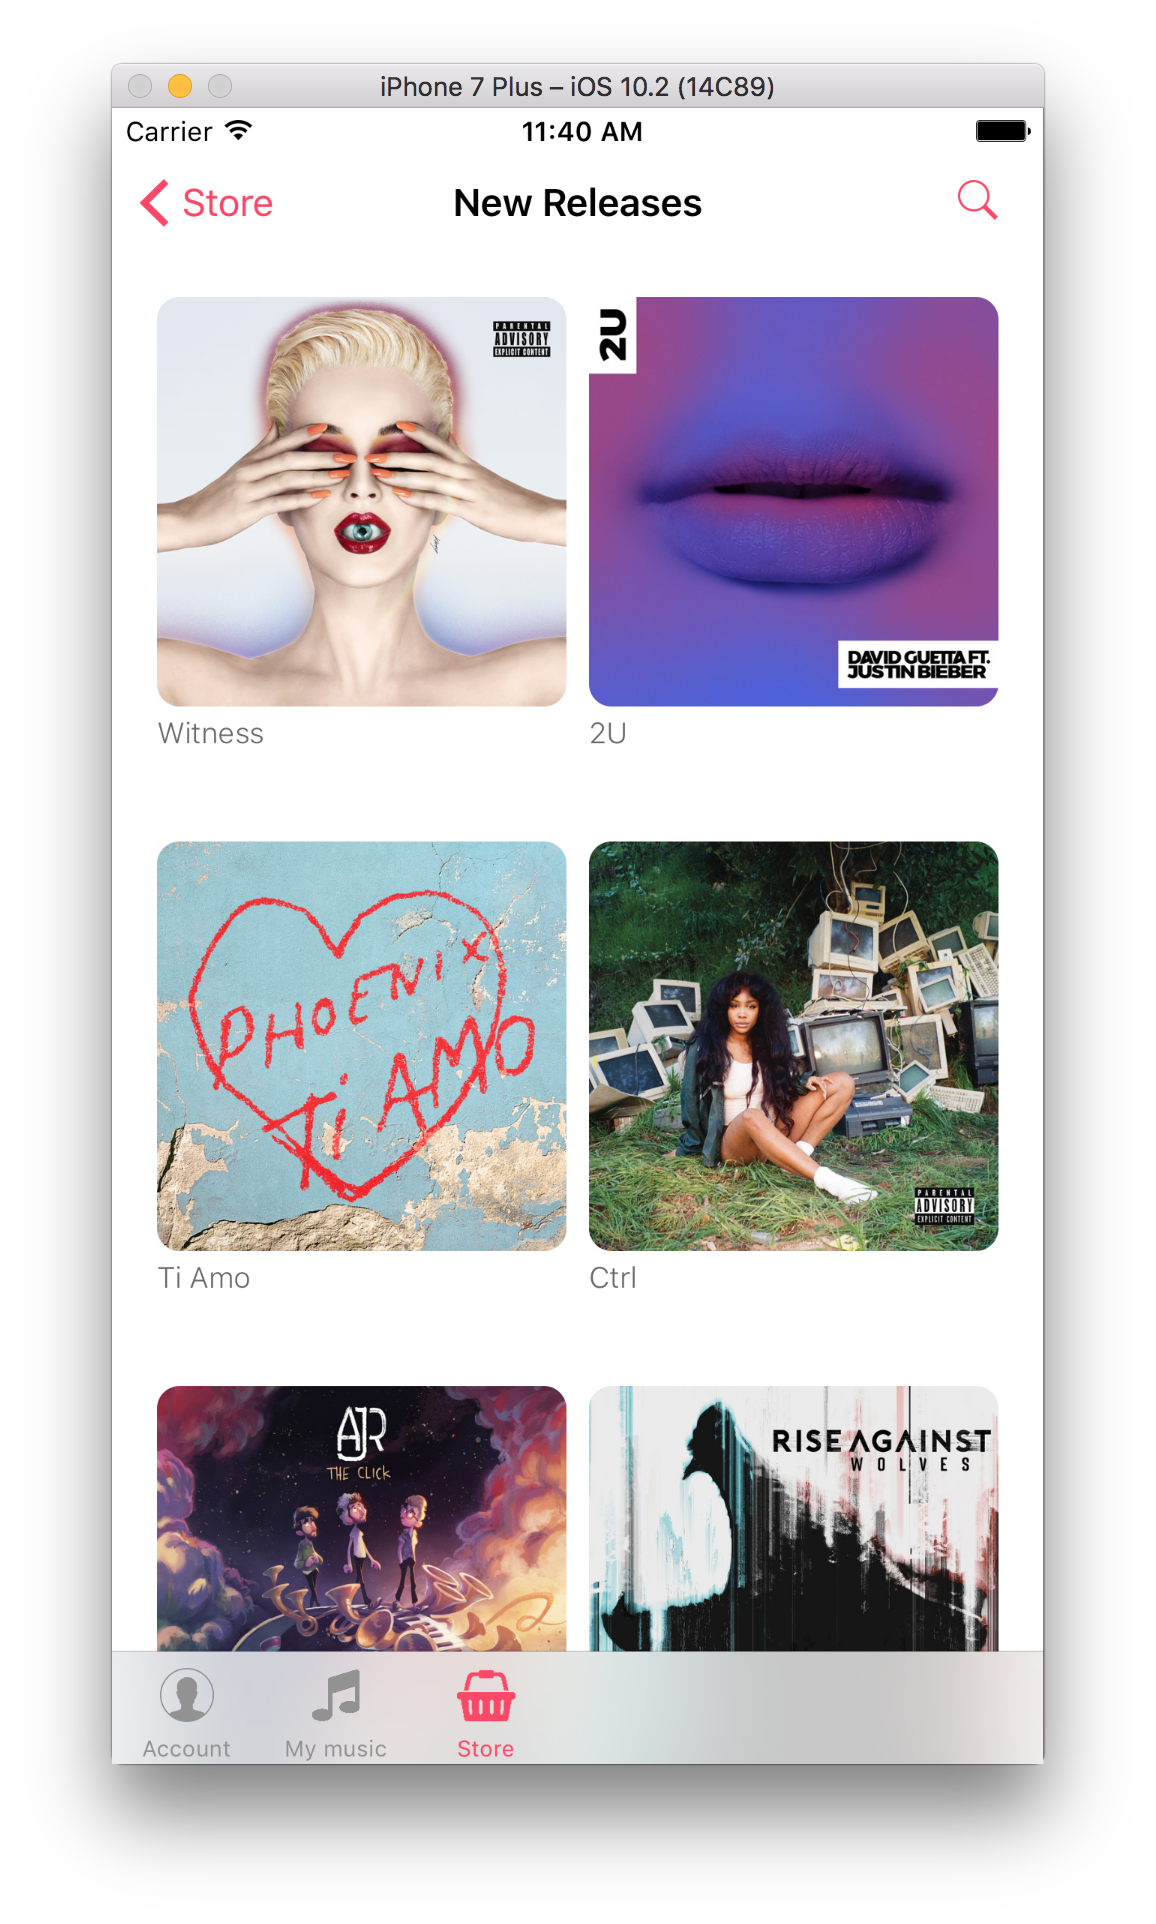 iPhone 7 Plus – iOS 10.2 (14C89)
Carrier
11:40 AM
Store
New Releases
PARENTAL
ADVISORY
EXPLICIT CONTENT
2U
DAVID GUETTA FT.
JUSTIN BIEBER
Witness
2U
PHOENIX
Ti AMO
PARENTAL
ADVISORY
EXPLICIT CONTENT
Ti Amo
Ctrl
AJR
THE CLICK
RISE AGAINST
WOLVES
Account
My music
Store